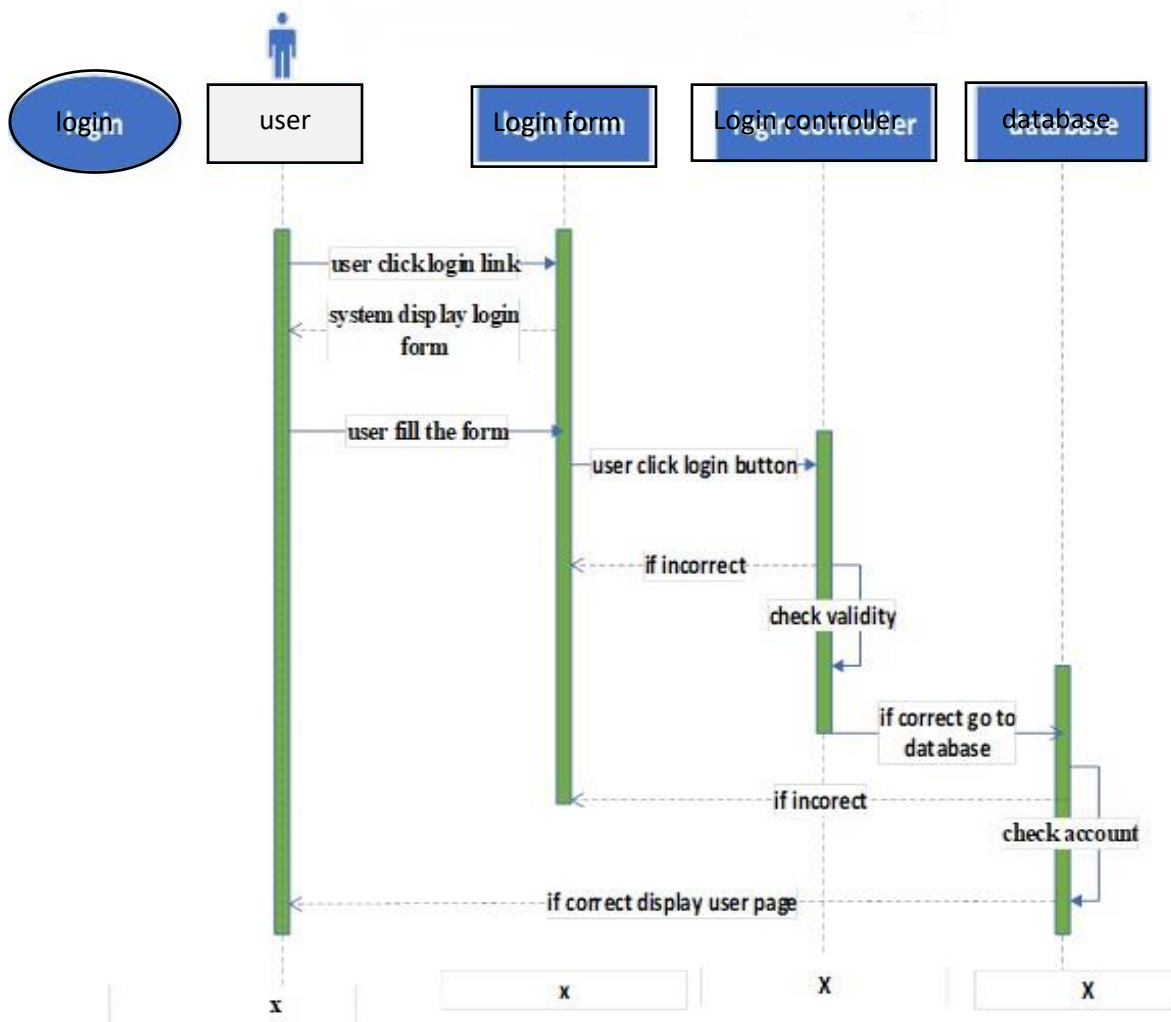 login
user
Login form
Login controller
database
user click login link
system display login
form
user fill the form
user click login button
if incorrect
check validity
if correct go to
database
if incorect
check account
if correct display user page
x
x
X
X